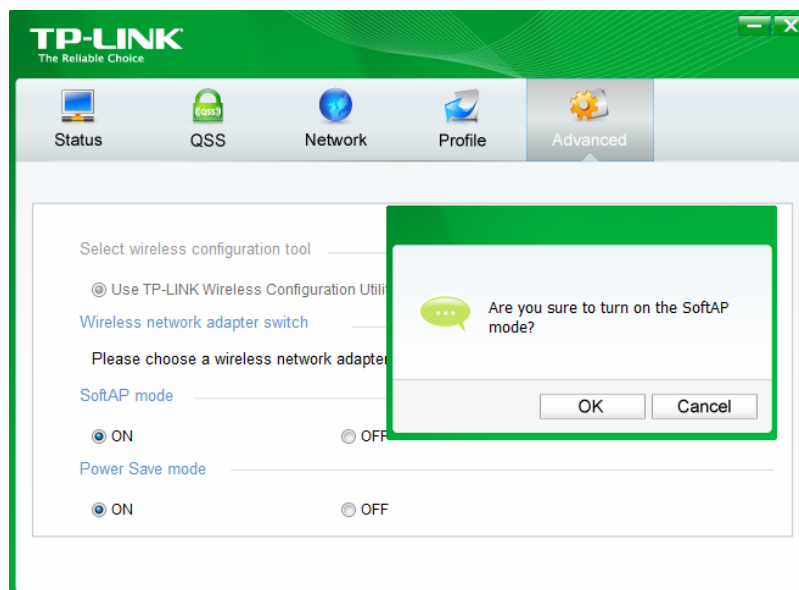 TP-LINK
The Reliable Choice
Status
QSS
Network
Profile
Advanced
Select wireless configuration tool
Use TP-LINK Wireless Configuration
Wireless network adapter switch
Please choose a wireless network adapter
SoftAP mode
ON
OFF
Power Save mode
ON
OFF
Are you sure to turn on the SoftAP
mode?
OK
Cancel